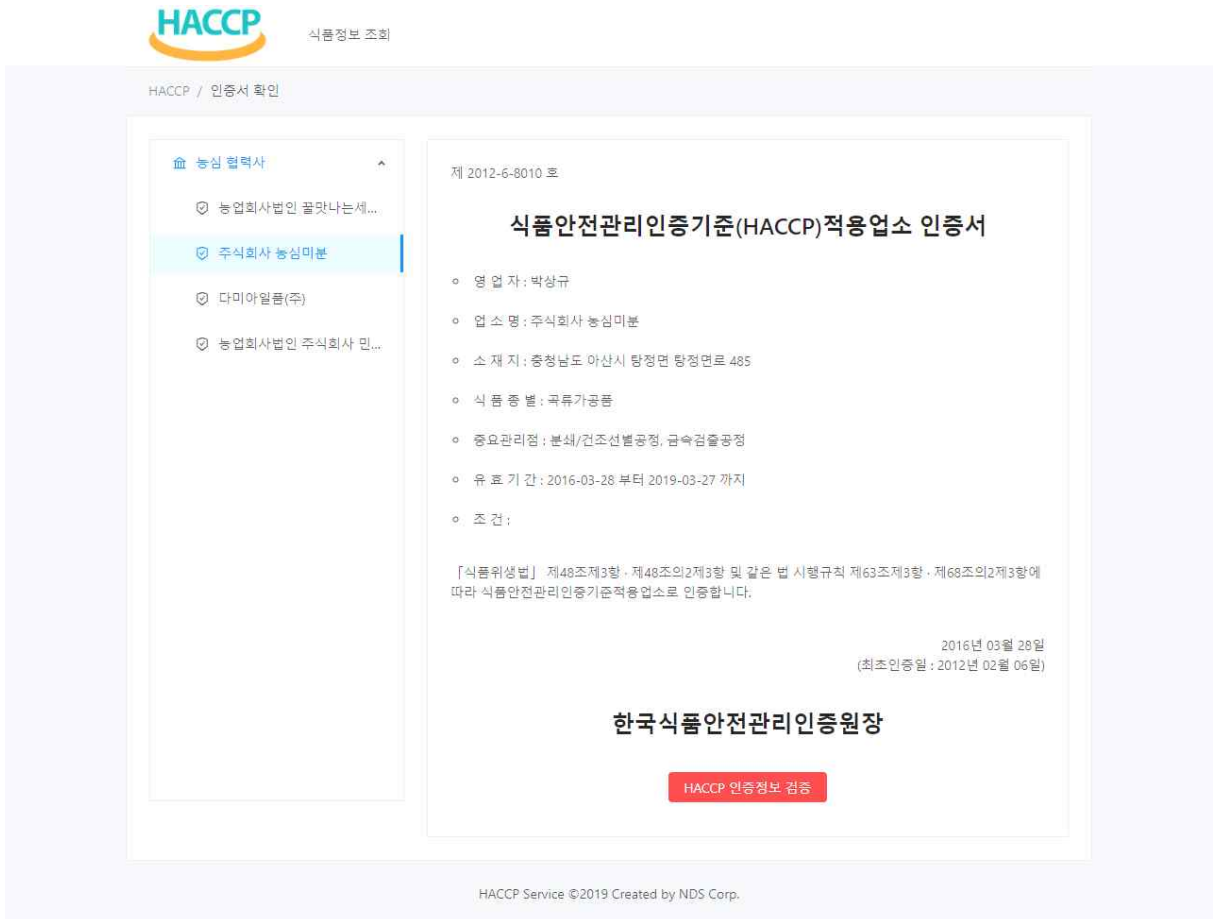 HACCP
식품정보 조회
HACCP / 인증서 확인
농심 협력사
농업회사법인 꿀맛나는세...
주식회사 농심미분
다미아일품(주)
농업회사법인 주식회사 민...
제 2012-6-8010 호
식품안전관리인증기준(HACCP)적용업소 인증서
영 업 자 : 박상규
업 소 명 : 주식회사 농심미분
소 재 지 : 충청남도 아산시 탕정면 탕정면로 485
식 품 종 별 : 곡류가공품
중요관리점 : 분쇄/건조선별공정, 금속검출공정
유 효 기 간 : 2016-03-28 부터 2019-03-27 까지
조 건 :
「식품위생법」 제48조제3항 · 제48조의2제3항 및 같은 법 시행규칙 제63조제3항 · 제68조의2제3항에
따라 식품안전관리인증기준적용업소로 인증합니다.
2016년 03월 28일
(최초인증일 : 2012년 02월 06일)
한국식품안전관리인증원장
HACCP 인증정보 검증
HACCP Service ©2019 Created by NDS Corp.